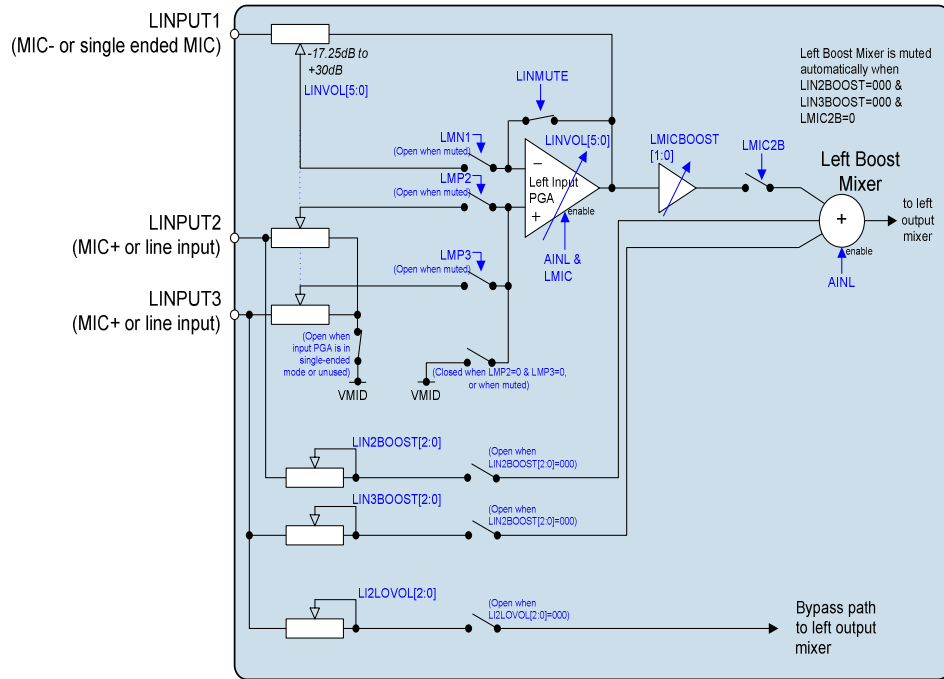 LINPUT1
(MIC- or single ended MIC)
-17.25dB to
+30dB
LINVOL[5:0]
LINMUTE
Left Boost Mixer is muted
automatically when
LIN2BOOST=000 &
LIN3BOOST=000 &
LMIC2B=0
LMN1
(Open when muted)
LINVOL[5:0]
LMICBOOST
[1:0]
LMIC2B
Left Boost
Mixer
LMP2
(Open when muted)
−
Left Input
PGA
+
enable
+
enable
to left
output
mixer
LINPUT2
(MIC+ or line input)
LMP3
(Open when muted)
AINL &
LMIC
AINL
LINPUT3
(MIC+ or line input)
(Open when
input PGA is in
single-ended
mode or unused)
VMID
(Closed when LMP2=0 & LMP3=0,
or when muted)
VMID
LIN2BOOST[2:0]
(Open when
LIN2BOOST[2:0]=000)
LIN3BOOST[2:0]
(Open when
LIN2BOOST[2:0]=000)
LI2LOVOL[2:0]
(Open when
LI2LOVOL[2:0]=000)
Bypass path
to left output
mixer